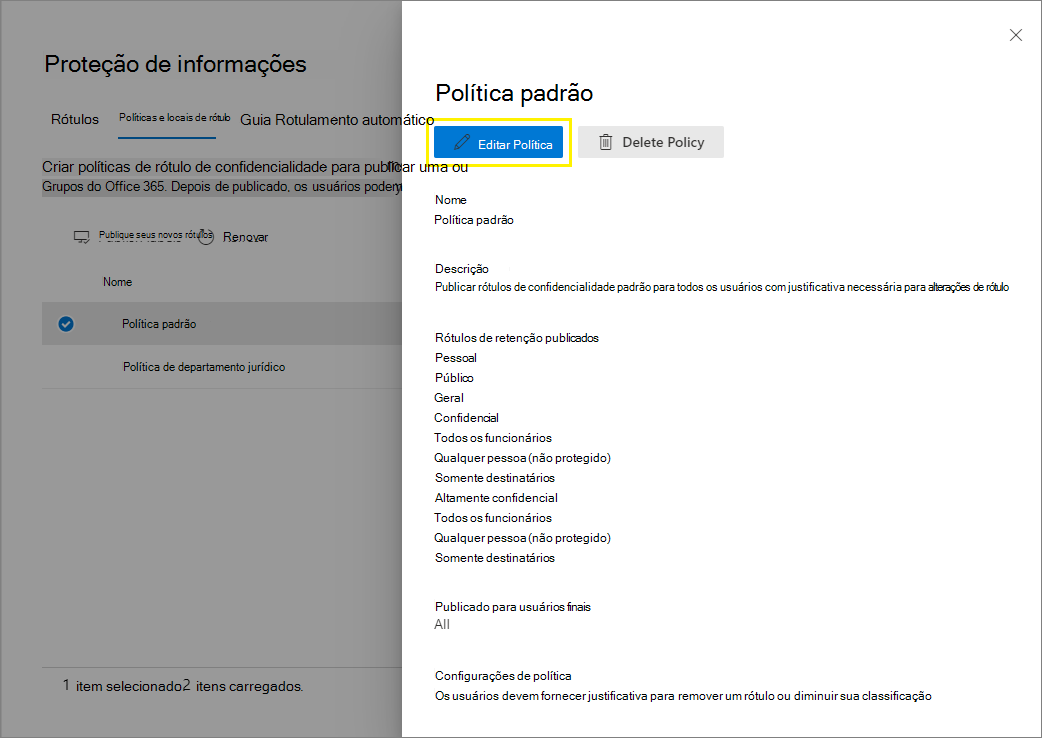 Proteção de informações
Rótulos
Políticas e locais de rótulo
Guia Rotulamento automático
Criar políticas de rótulo de confidencialidade para publicar uma ou
Grupos do Office 365. Depois de publicado, os usuários podem
Publique seus novos rótulos
Renovar
Nome
Política padrão
Política de departamento jurídico
1 item selecionado2 itens carregados.
Política padrão
Editar Política
Delete Policy
Nome
Política padrão
Descrição
Publicar rótulos de confidencialidade padrão para todos os usuários com justificativa necessária para alterações de rótulo
Rótulos de retenção publicados
Pessoal
Público
Geral
Confidencial
Todos os funcionários
Qualquer pessoa (não protegido)
Somente destinatários
Altamente confidencial
Todos os funcionários
Qualquer pessoa (não protegido)
Somente destinatários
Publicado para usuários finais
All
Configurações de política
Os usuários devem fornecer justificativa para remover um rótulo ou diminuir sua classificação